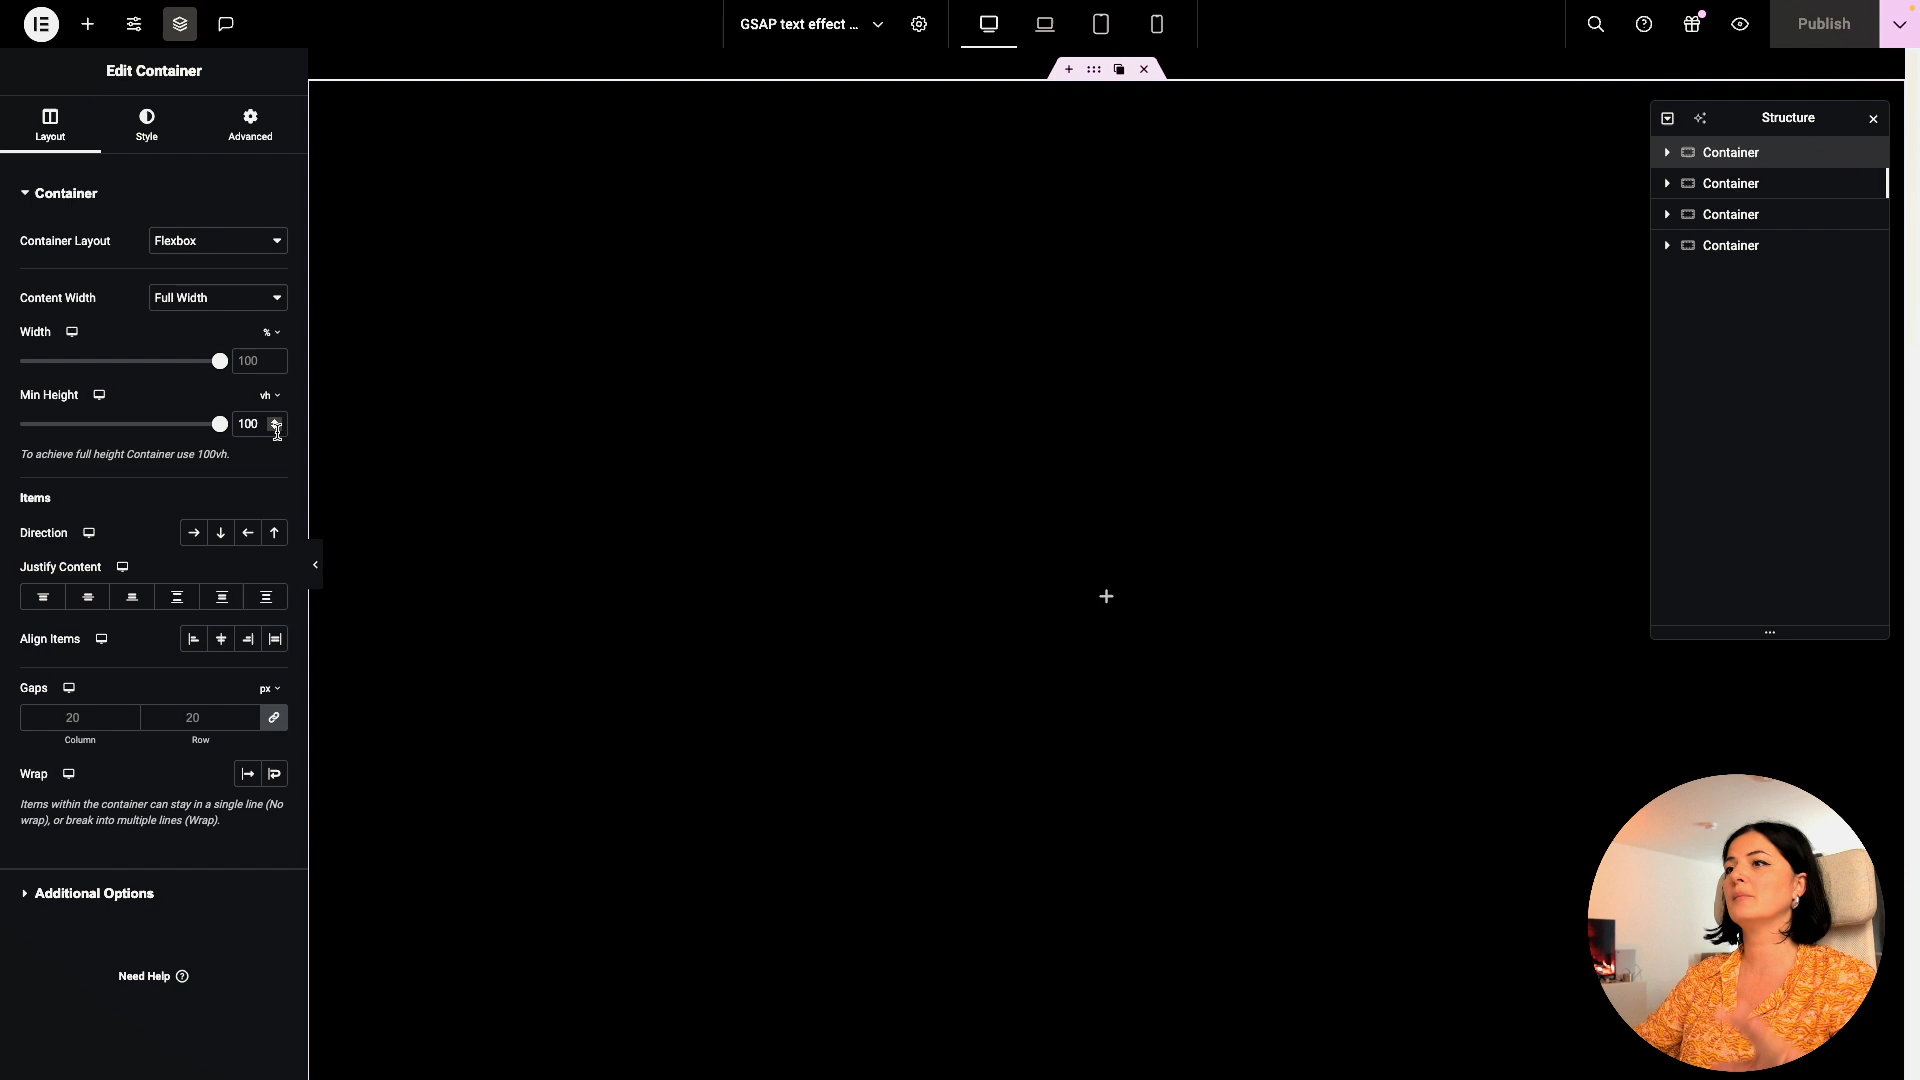 GSAP text effect ...
Publish
Edit Container
Layout
Style
Advanced
Container
Container Layout
Flexbox
Content Width
Full Width
Width
%
100
Min Height
vh
100
To achieve full height Container use 100vh.
Items
Direction
Justify Content
Align Items
Gaps
px
20
20
Column
Row
Wrap
Items within the container can stay in a single line (No
wrap), or break into multiple lines (Wrap).
Additional Options
Need Help
Structure
Container
Container
Container
Container